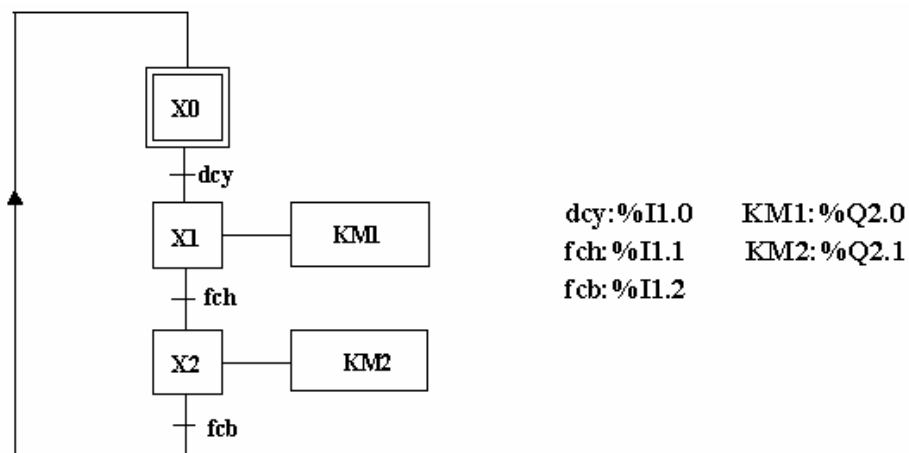 X0
dcy
X1 KM1
fch
X2 KM2
fcb
dcy:%I1.0 KM1:%Q2.0
fch:%I1.1 KM2:%Q2.1
fcb:%I1.2